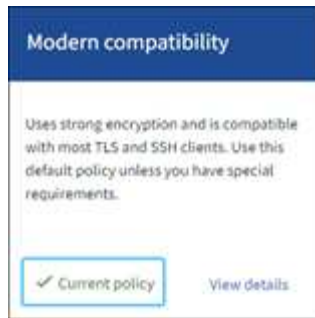 Modern compatibility
Uses strong encryption and is compatible
with most TLS and SSH clients. Use this
default policy unless you have special
requirements.
Current policy
View details